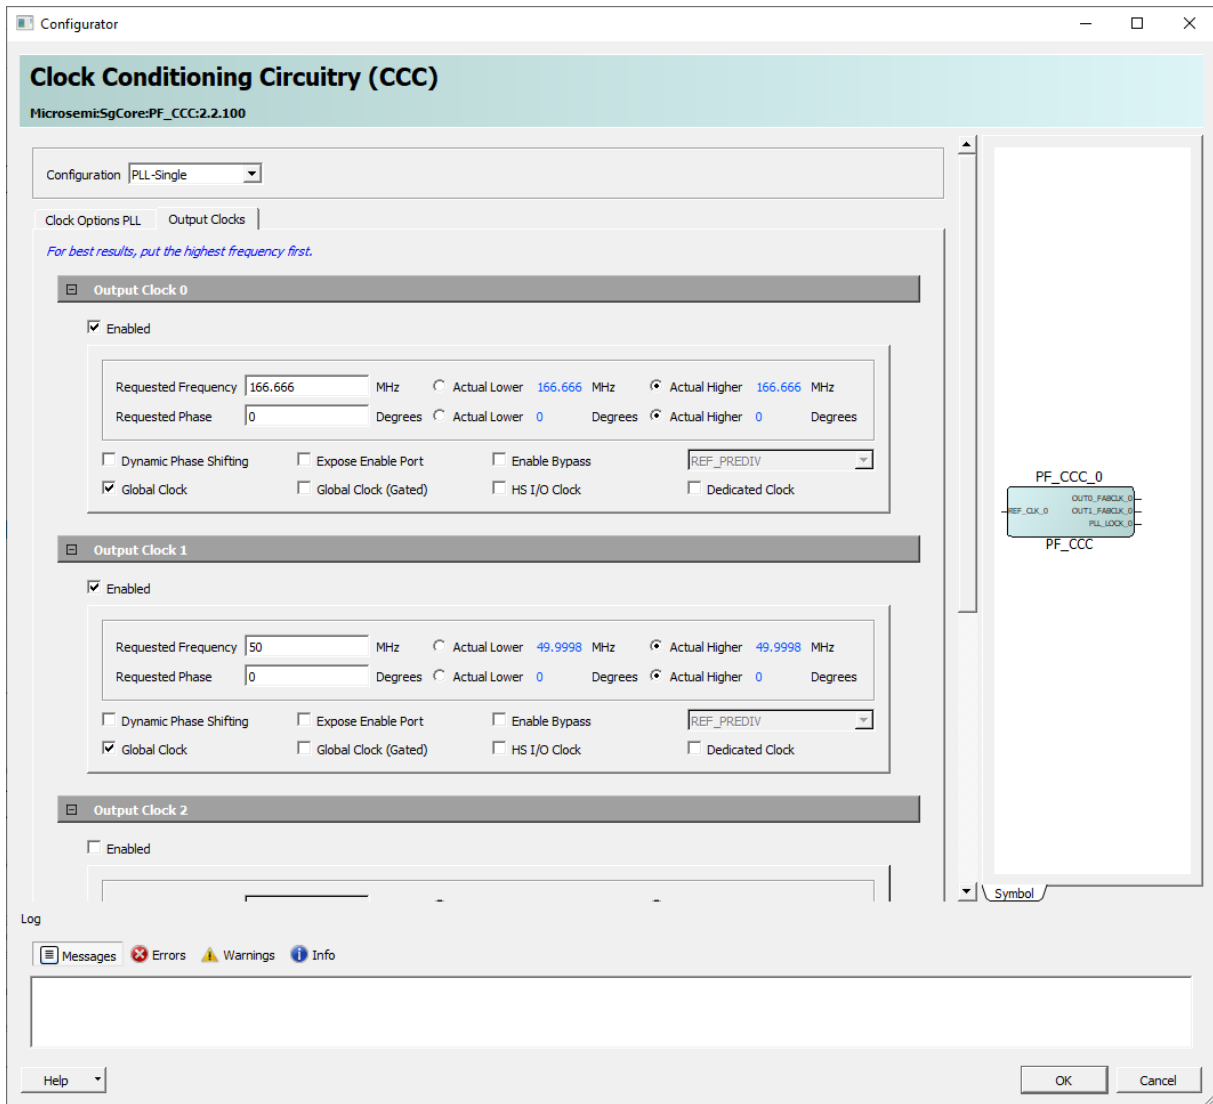 Configurator
Clock Conditioning Circuitry (CCC)
Microsemi:SgCore:PF_CCC:2.2.100
Configuration PLL-Single
Clock Options PLL Output Clocks
For best results, put the highest frequency first.
Output Clock 0
Enabled
Requested Frequency 166.666 MHz Actual Lower 166.666 MHz Actual Higher 166.666 MHz
Requested Phase 0 Degrees Actual Lower 0 Degrees Actual Higher 0 Degrees
Dynamic Phase Shifting Expose Enable Port Enable Bypass REF_PREDIV
Global Clock Global Clock (Gated) HS I/O Clock Dedicated Clock
Output Clock 1
Enabled
Requested Frequency 50 MHz Actual Lower 49.9998 MHz Actual Higher 49.9998 MHz
Requested Phase 0 Degrees Actual Lower 0 Degrees Actual Higher 0 Degrees
Dynamic Phase Shifting Expose Enable Port Enable Bypass REF_PREDIV
Global Clock Global Clock (Gated) HS I/O Clock Dedicated Clock
Output Clock 2
Enabled
PF_CCC_0
OUT0_FABCLK_0
REF_CLK_0 OUT1_FABCLK_0
PLL_LOCK_0
PF_CCC
Symbol
Log
Messages Errors Warnings Info
Help OK Cancel